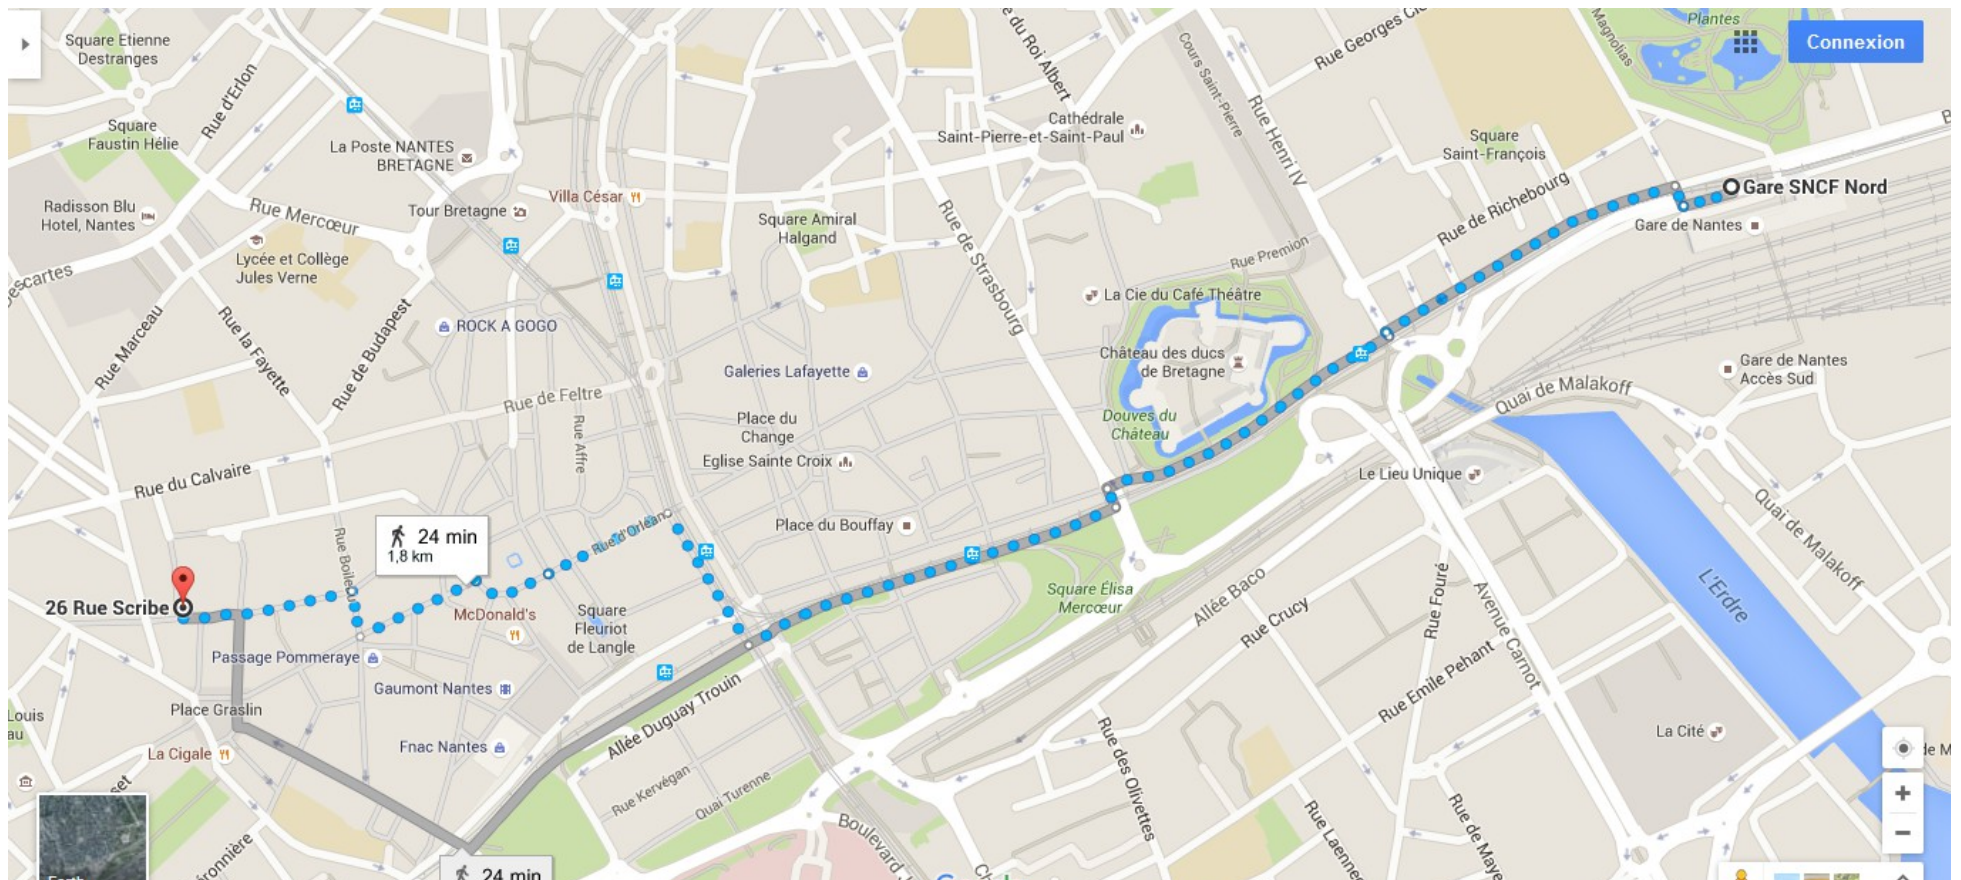 Square Etienne
Destranges
Rue d'Erlon
Square
Faustin Hélie
La Poste NANTES
BRETAGNE
Radisson Blu
Hotel, Nantes
Rue Mercœur
Tour Bretagne
Villa César
Lycée et Collège
Jules Verne
Rue Marceau
Rue la Fayette
Rue de Budapest
ROCK A GOGO
Rue de Feltre
Rue Affre
Rue du Calvaire
Rue Boileau
24 min
1,8 km
Rue d'Orléans
26 Rue Scribe
McDonald's
Square
Fleuriot
de Langle
Passage Pommeraye
Gaumont Nantes
Place Graslin
La Cigale
Fnac Nantes
Allée Duguay Trouin
Rue Kervégan
Quai Turenne
24 min
Boulevard
Square Amiral
Halgand
Galeries Lafayette
Place du
Change
Eglise Sainte Croix
Place du Bouffay
Rue de Strasbourg
du Roi Albert
Cathédrale
Saint-Pierre-et-Saint-Paul
Cours Saint-Pierre
Rue Henri IV
Rue Premion
La Cie du Café Théâtre
Château des ducs
de Bretagne
Douves du
Château
Square Élisa
Mercœur
Allée Baco
Rue Crucy
Rue des Olivettes
Rue Fouré
Rue Emile Pehant
Avenue Carnot
Le Lieu Unique
Quai de Malakoff
Quai de Malakoff
L'Erdre
La Cité
Gare de Nantes
Accès Sud
Gare de Nantes
Gare SNCF Nord
Rue de Richebourg
Square
Saint-François
Magnolias
Plantes
Connexion
+
−